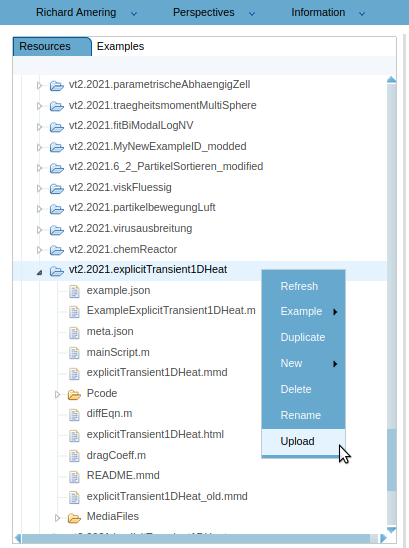 Richard Amering Perspectives Information
Resources Examples
vt2.2021.parametrischeAbhaengigZell
vt2.2021.traegheitsmomentMultiSphere
vt2.2021.fitBiModalLogNV
vt2.2021.MyNewExampleID_modded
vt2.2021.6_2_PartikelSortieren_modified
vt2.2021.viskFluessig
vt2.2021.partikelbewegungLuft
vt2.2021.virusausbreitung
vt2.2021.chemReactor
vt2.2021.explicitTransient1DHeat
example.json
ExampleExplicitTransient1DHeat.m
meta.json
mainScript.m
explicitTransient1DHeat.mmd
Pcode
diffEqn.m
explicitTransient1DHeat.html
dragCoeff.m
README.mmd
explicitTransient1DHeat_old.mmd
MediaFiles
Refresh
Example
Duplicate
New
Delete
Rename
Upload